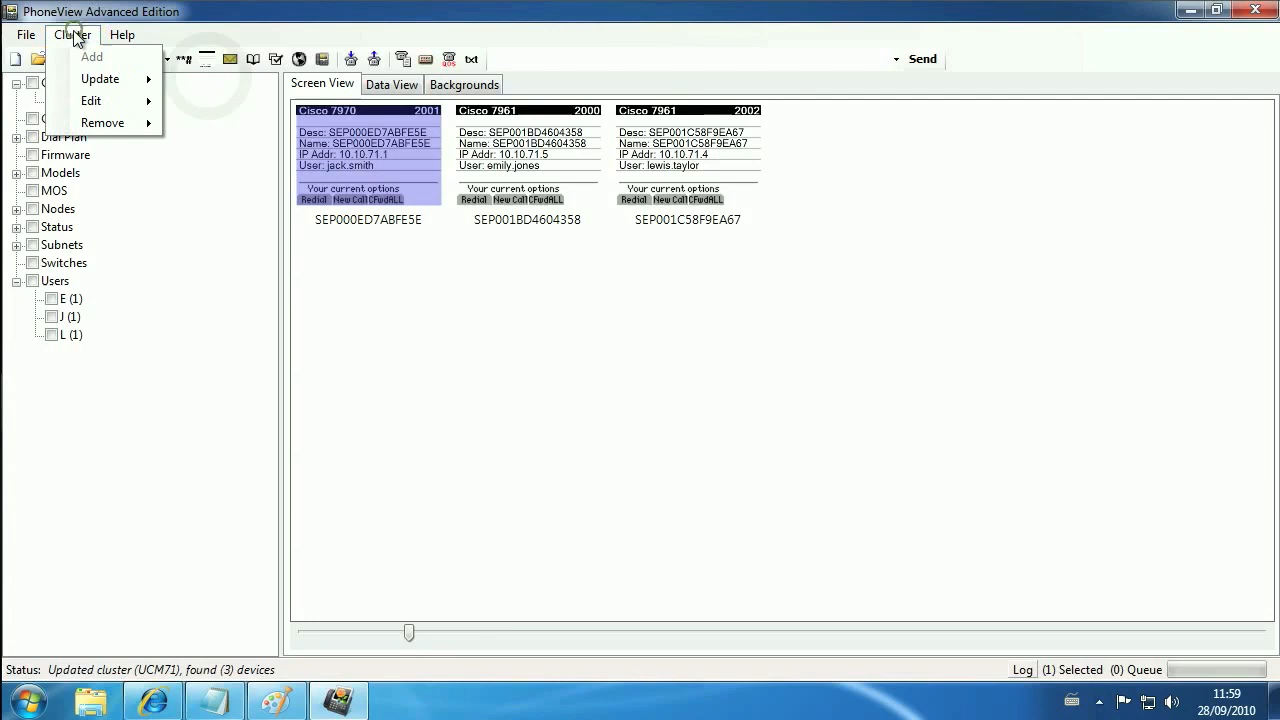 PhoneView Advanced Edition
File Cluster Help
Add
Update
Edit
Remove
**# txt Send
Screen View Data View Backgrounds
Dial Plan
Firmware
Models
MOS
Nodes
Status
Subnets
Switches
Users
E (1)
J (1)
L (1)
Cisco 7970 2001
Desc: SEP000ED7ABFE5E
Name: SEP000ED7ABFE5E
IP Addr: 10.10.71.1
User: jack.smith
Your current options
Redial New Call CFwdALL
SEP000ED7ABFE5E
Cisco 7961 2000
Desc: SEP001BD4604358
Name: SEP001BD4604358
IP Addr: 10.10.71.5
User: emily.jones
Your current options
Redial New Call CFwdALL
SEP001BD4604358
Cisco 7961 2002
Desc: SEP001C58F9EA67
Name: SEP001C58F9EA67
IP Addr: 10.10.71.4
User: lewis.taylor
Your current options
Redial New Call CFwdALL
SEP001C58F9EA67
Status: Updated cluster (UCM71), found (3) devices
Log (1) Selected (0) Queue
11:59
28/09/2010